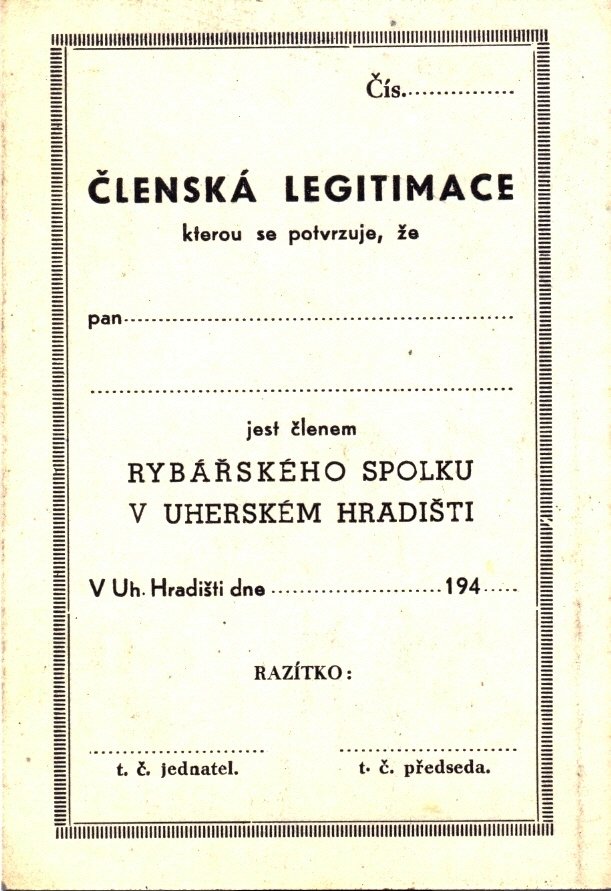 Čís...............
ČLENSKÁ LEGITIMACE
kterou se potvrzuje, že
pan...............
jest členem
RYBÁŘSKÉHO SPOLKU
V UHERSKÉM HRADIŠTI
V Uh. Hradišti dne ............... 194.....
RAZÍTKO:
t. č. jednatel. t. č. předseda.